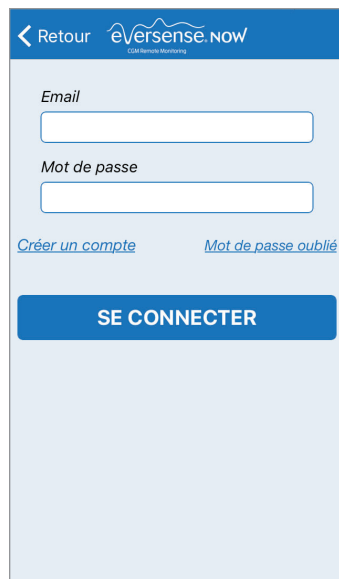 Retour eversense. NOW
CGM Remote Monitoring
Email
Mot de passe
Créer un compte Mot de passe oublié
SE CONNECTER